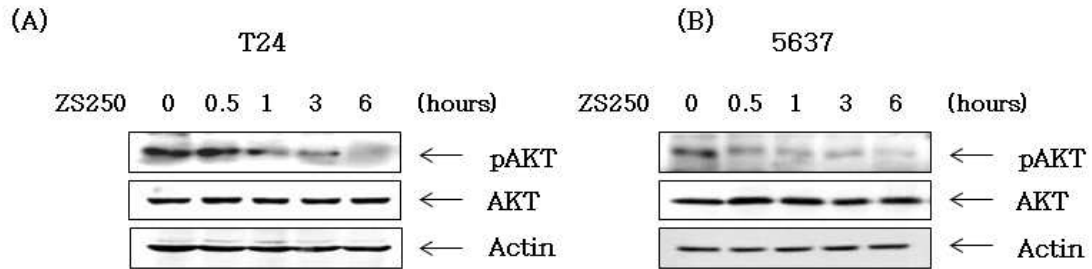 (A)
T24
ZS250 0 0.5 1 3 6 (hours)
pAKT
AKT
Actin
(B)
5637
ZS250 0 0.5 1 3 6 (hours)
pAKT
AKT
Actin